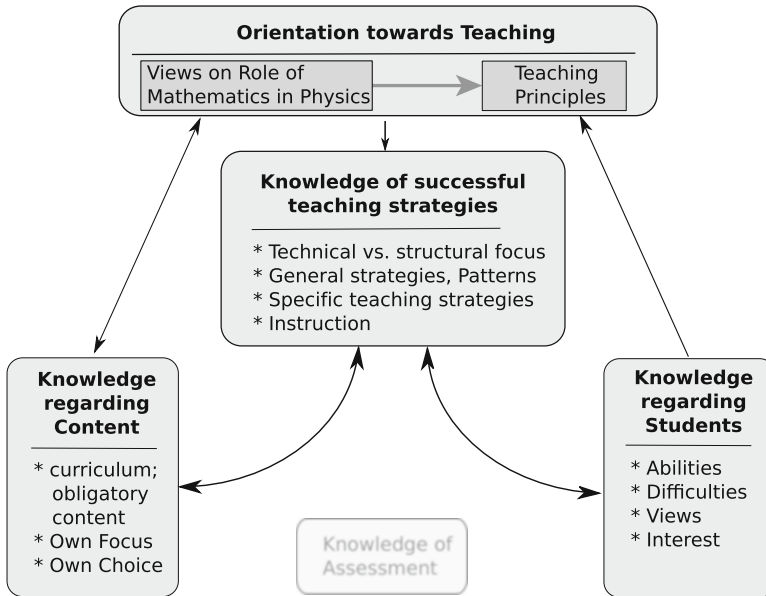 Orientation towards Teaching
Views on Role of
Mathematics in Physics
Teaching
Principles
Knowledge of successful
teaching strategies
* Technical vs. structural focus
* General strategies, Patterns
* Specific teaching strategies
* Instruction
Knowledge
regarding
Content
* curriculum;
obligatory
content
* Own Focus
* Own Choice
Knowledge of
Assessment
Knowledge
regarding
Students
* Abilities
* Difficulties
* Views
* Interest